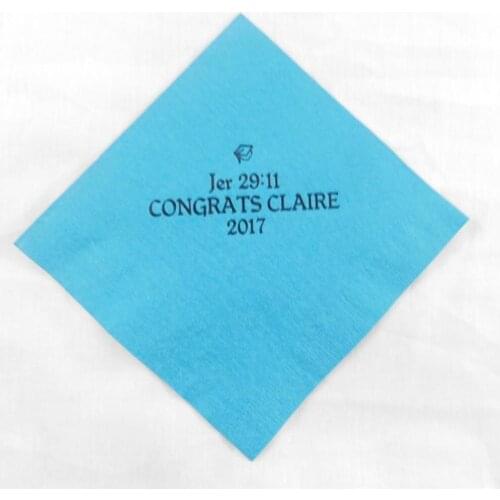 Jer 29:11
CONGRATS CLAIRE
2017